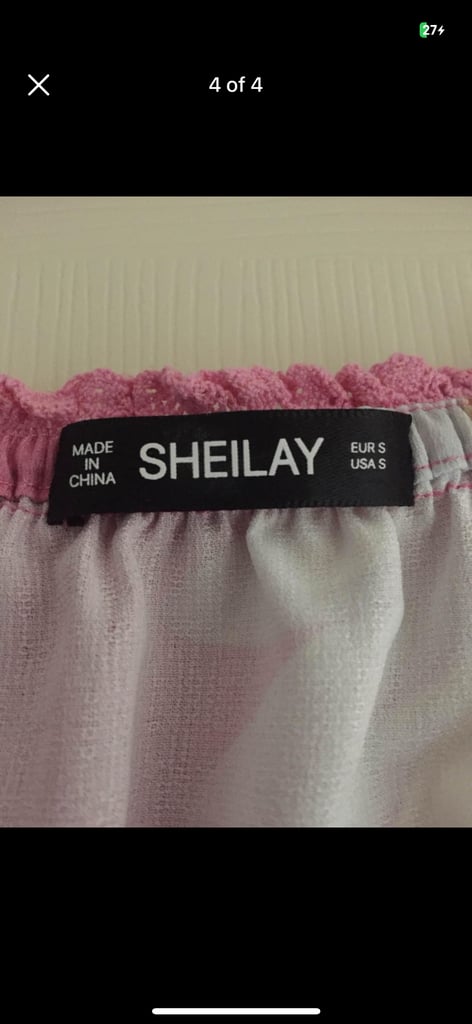 27
4 of 4
MADE
IN
CHINA
SHEILAY
EUR S
USA S